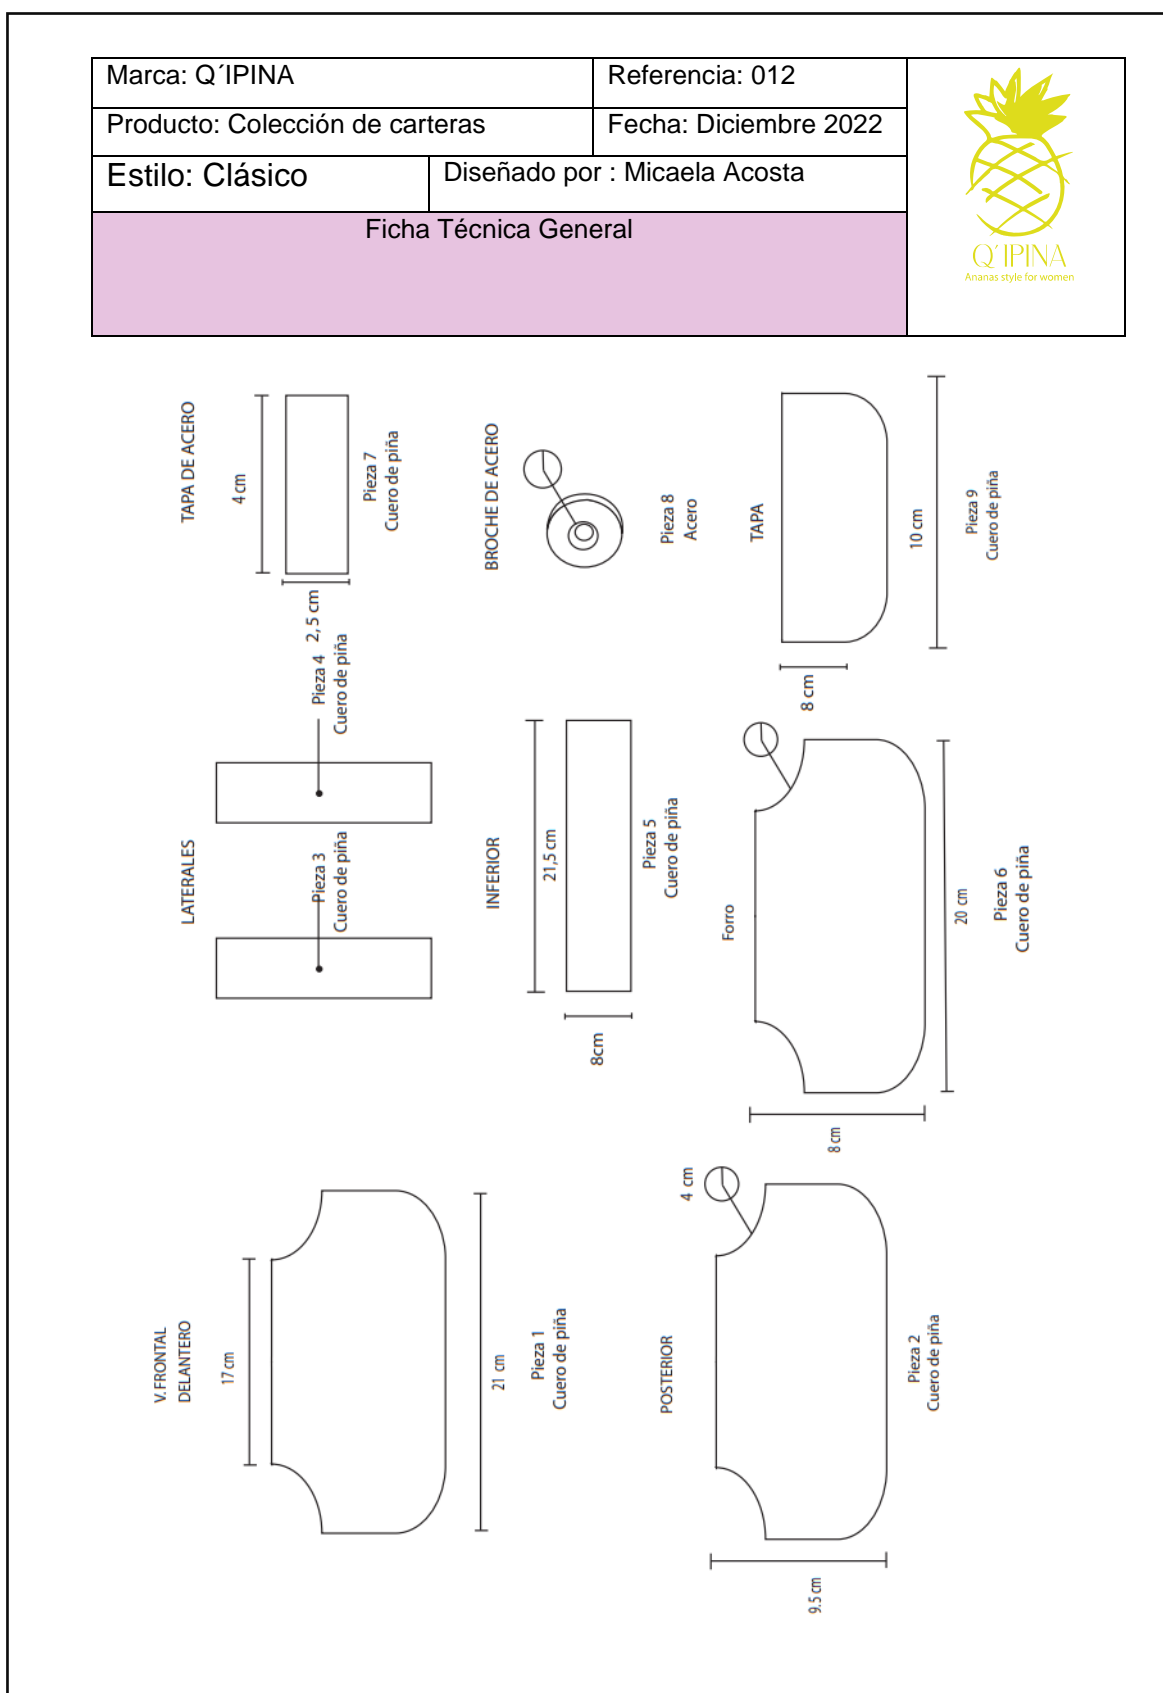 Marca: Q´IPINA
Referencia: 012
Producto: Colección de carteras
Fecha: Diciembre 2022
Estilo: Clásico
Diseñado por : Micaela Acosta
Ficha Técnica General
Q´IPINA
Ananas style for women
V. FRONTAL
DELANTERO
17 cm
21 cm
Pieza 1
Cuero de piña
LATERALES
Pieza 3
Cuero de piña
Pieza 4
Cuero de piña
TAPA DE ACERO
4 cm
2,5 cm
Pieza 7
Cuero de piña
POSTERIOR
4 cm
9.5 cm
Pieza 2
Cuero de piña
INFERIOR
21,5 cm
8cm
Pieza 5
Cuero de piña
BROCHE DE ACERO
Pieza 8
Acero
Forro
20 cm
8 cm
Pieza 6
Cuero de piña
TAPA
8 cm
10 cm
Pieza 9
Cuero de piña